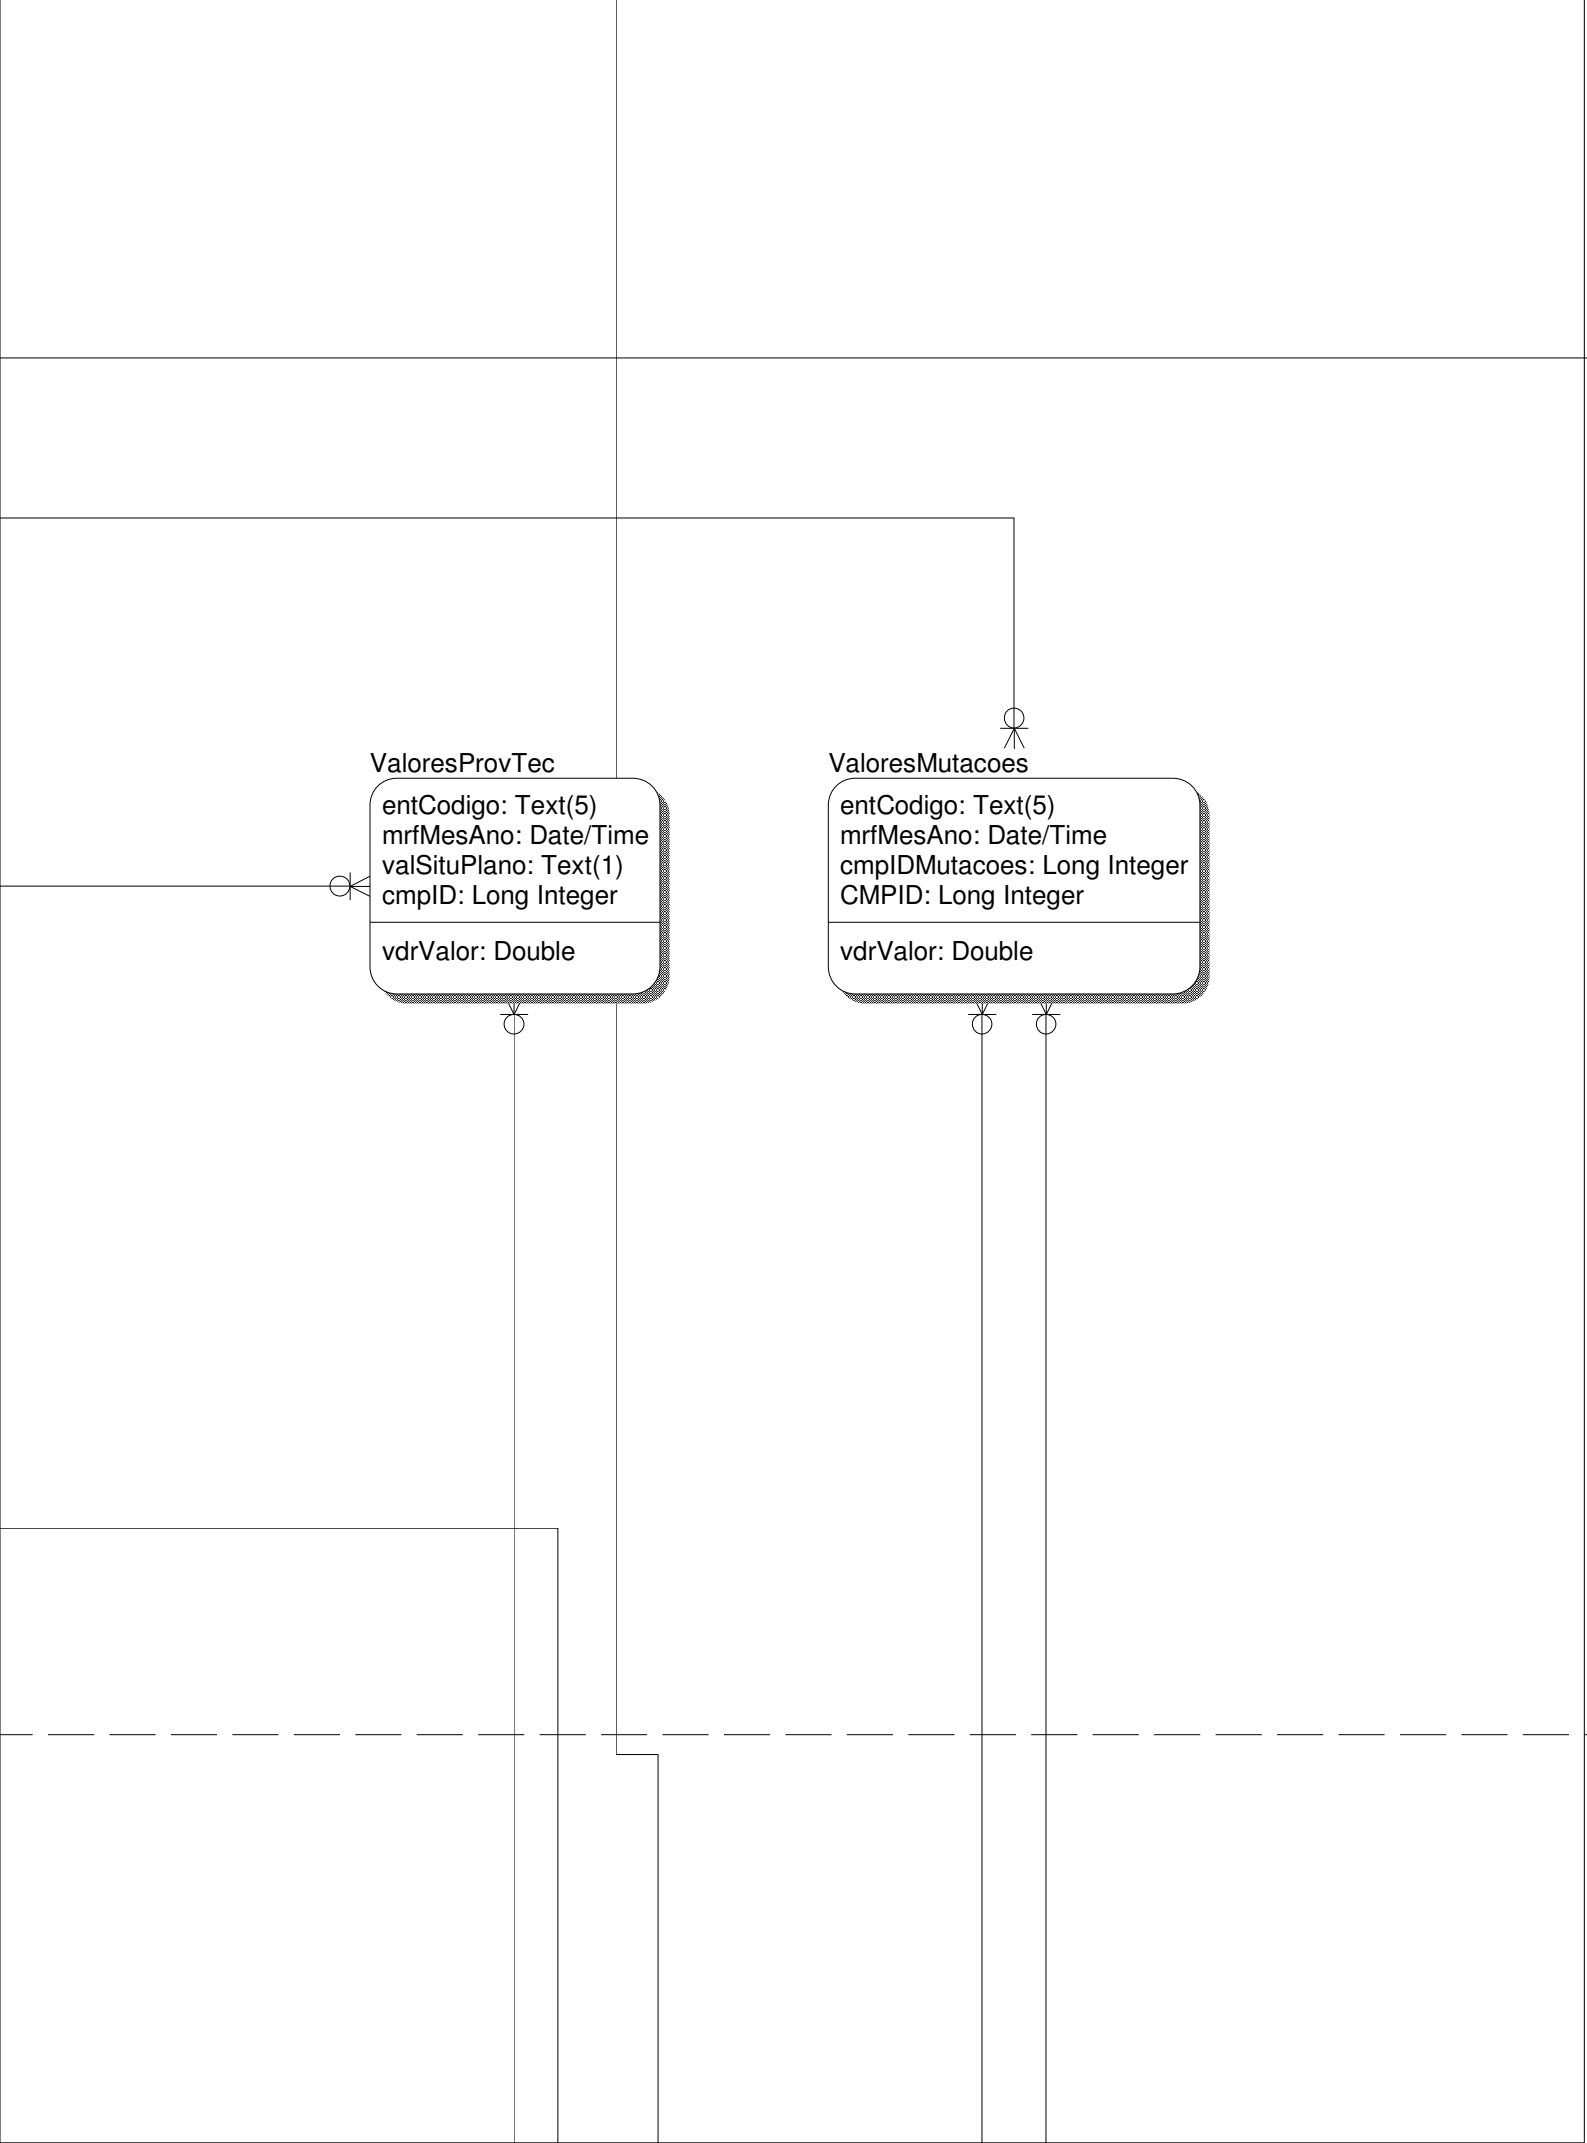 ValoresProvTec
entCodigo: Text(5)
mrfMesAno: Date/Time
valSituPlano: Text(1)
cmpID: Long Integer
vdrValor: Double
ValoresMutacoes
entCodigo: Text(5)
mrfMesAno: Date/Time
cmpIDMutacoes: Long Integer
CMPID: Long Integer
vdrValor: Double